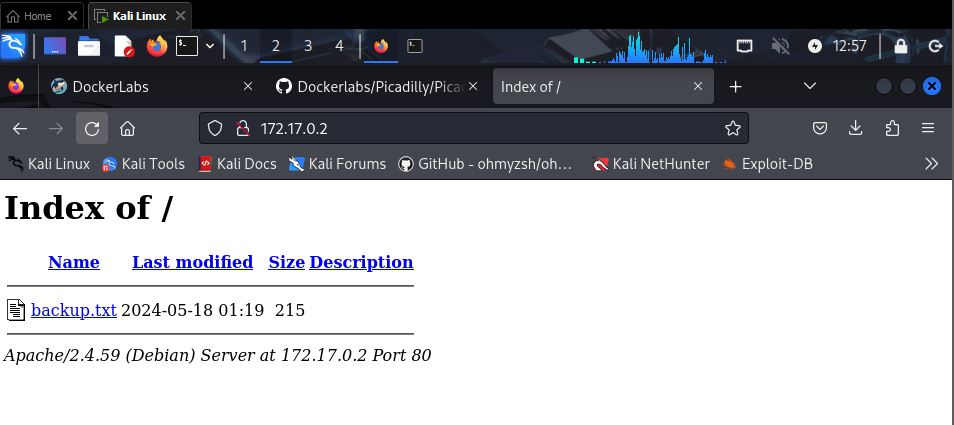 Home
Kali Linux
1 2 3 4
12:57
DockerLabs
Dockerlabs/Picadilly/Picac
Index of /
172.17.0.2
Kali Linux
Kali Tools
Kali Docs
Kali Forums
GitHub - ohmyzsh/oh…
Kali NetHunter
Exploit-DB
Index of /
Name Last modified Size Description
backup.txt 2024-05-18 01:19 215
Apache/2.4.59 (Debian) Server at 172.17.0.2 Port 80